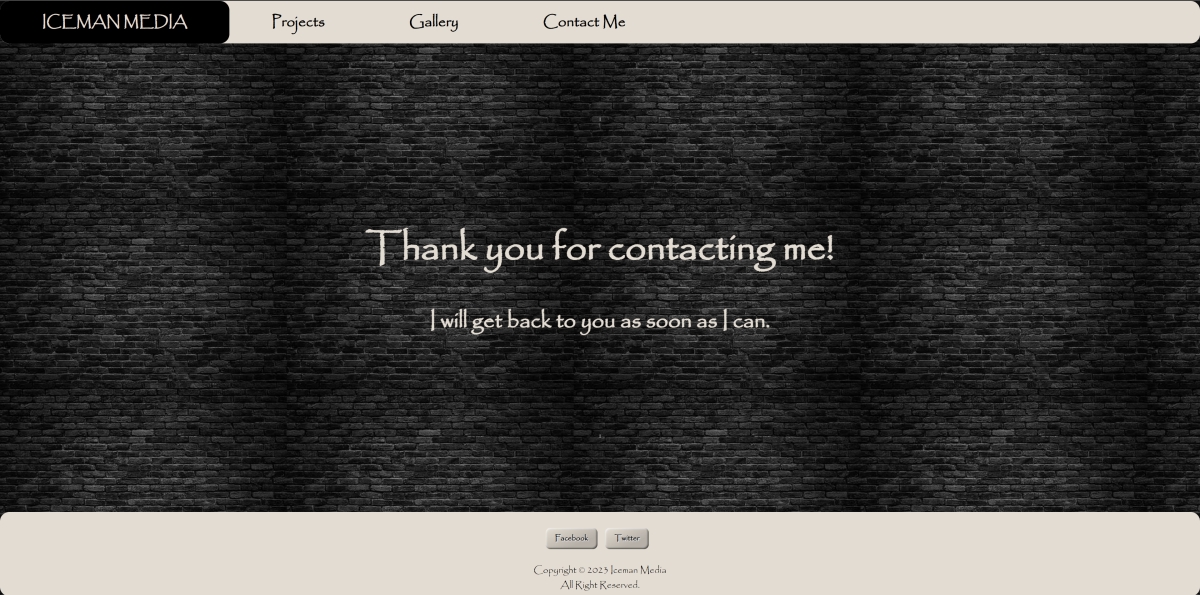 ICEMAN MEDIA
Projects
Gallery
Contact Me
Thank you for contacting me!
I will get back to you as soon as I can.
Facebook
Twitter
Copyright © 2023 Iceman Media
All Right Reserved.